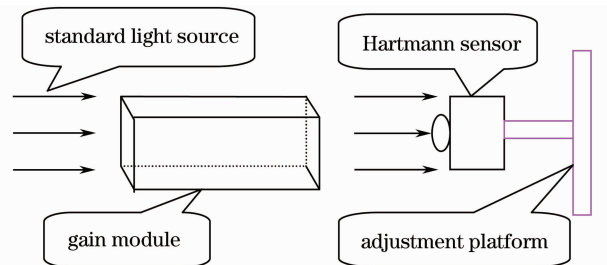 standard light source
Hartmann sensor
gain module
adjustment platform